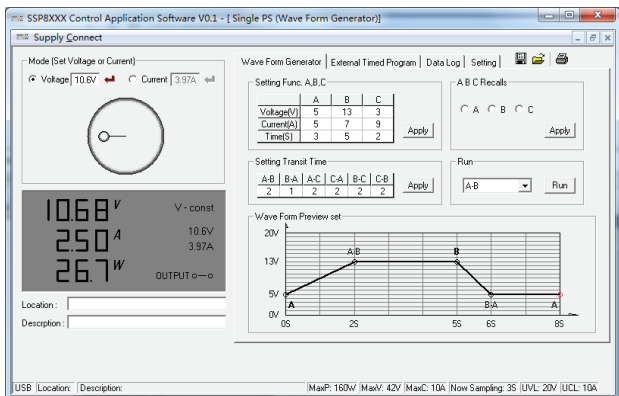 SSP8XXX Control Application Software V0.1 - [ Single PS (Wave Form Generator)]
Supply Connect
Mode (Set Voltage or Current)
Voltage 10.6V Current 3.97A
10.68 V V-const
2.50 A 10.6V
3.97A
26.7 W OUTPUT
Location :
Descrption :
Wave Form Generator External Timed Program Data Log Setting
Setting Func. A,B,C
A B C
Voltage(V) 5 13 3
Current(A) 5 7 9
Time(S) 3 5 2
Apply
A B C Recalls
A B C
Apply
Setting Transit Time
A-B B-A A-C C-A B-C C-B
2 1 2 2 2 2
Apply
Run
A-B Run
Wave Form Preview set
20V
13V A-B B
5V A B-A A
0V
0S 2S 5S 6S 8S
USB Location: Description: MaxP: 160W MaxV: 42V MaxC: 10A Now Sampling: 3S UVL: 20V UCL: 10A